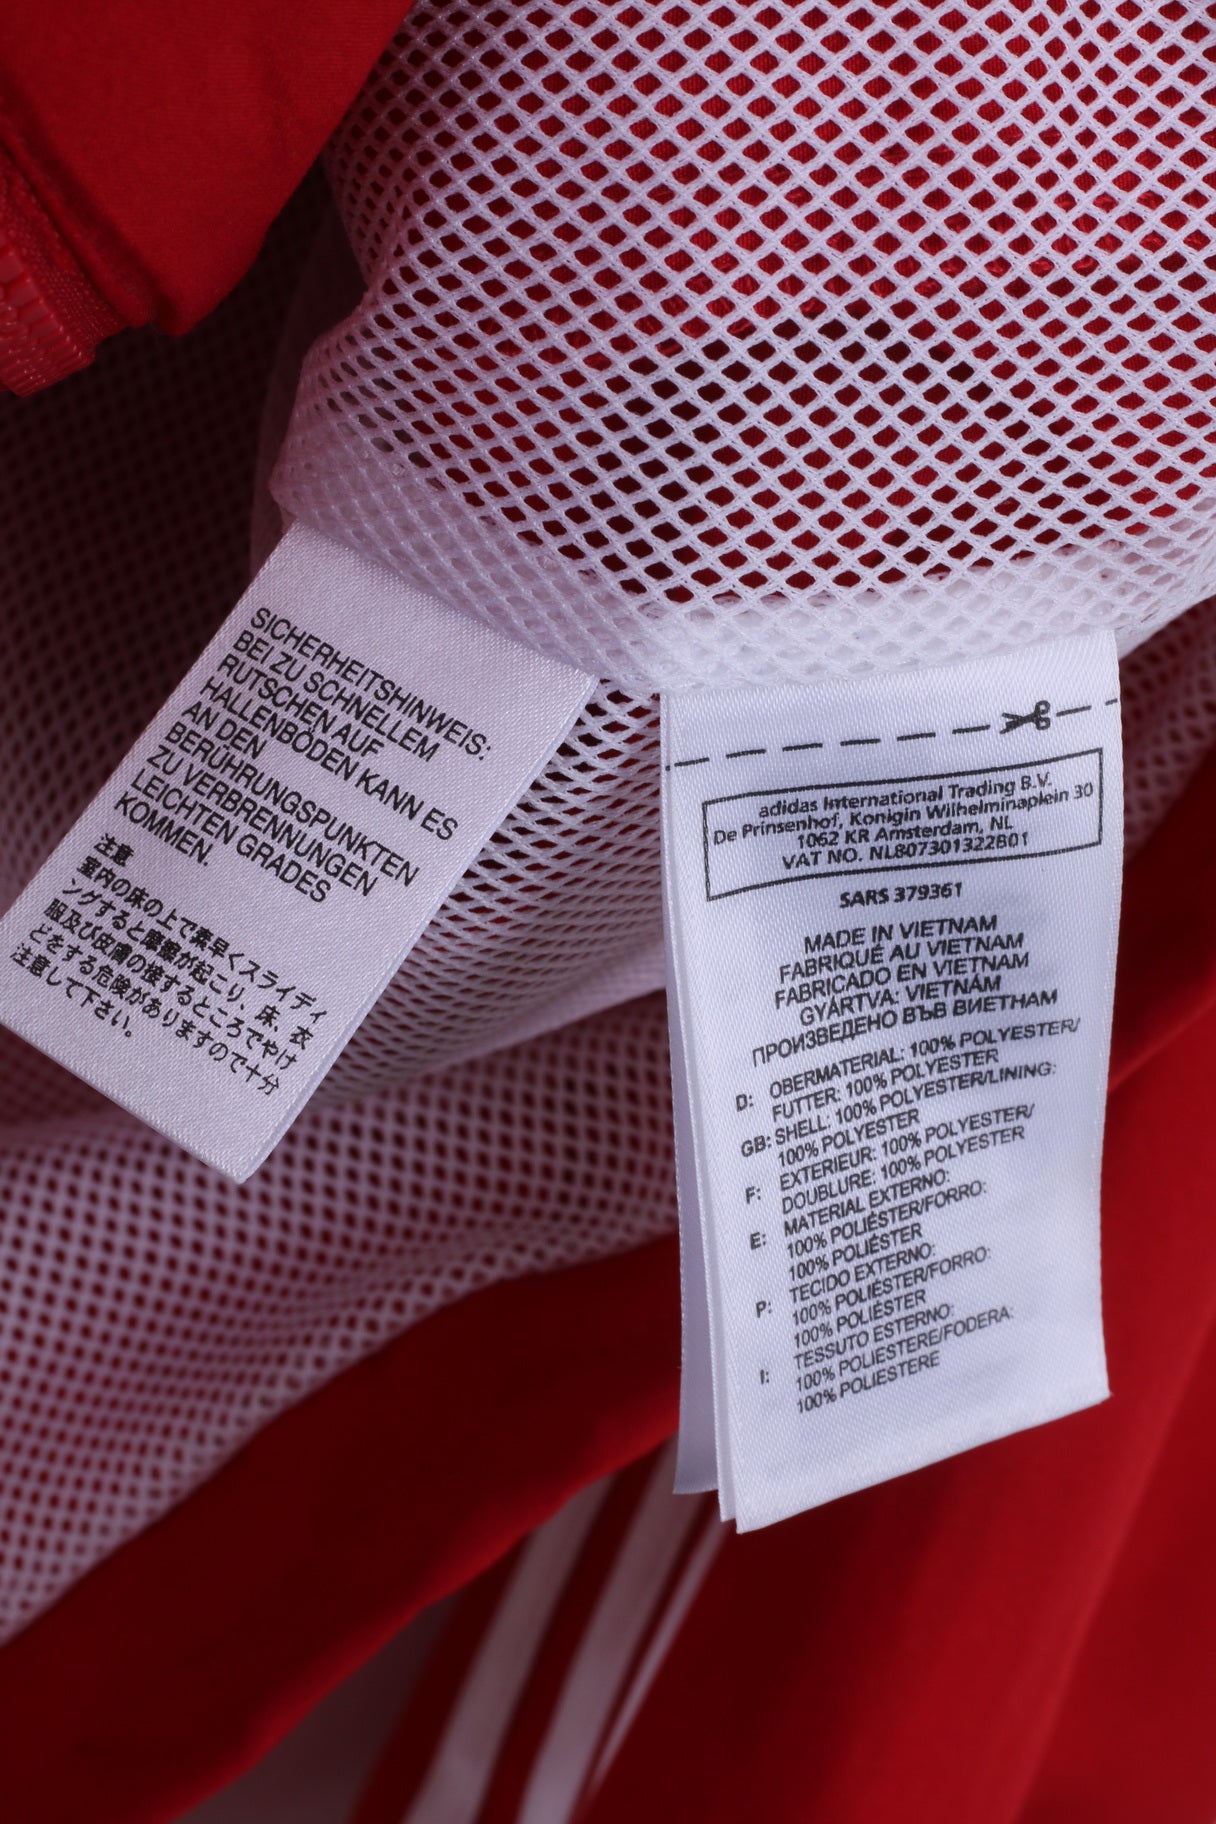 SICHERHEITSHINWEIS:
BEI ZU SCHNELLEM
RUTSCHEN AUF
HALLENBÖDEN KANN ES
AN DEN
BERÜHRUNGSPUNKTEN
ZU VERBRENNUNGEN
LEICHTEN GRADES
KOMMEN.
注意
室内の床の上で素早くスライディ
ングすると摩擦が起こり、床、衣
服及び皮膚の接するところでやけ
どをする危険がありますので十分
注意して下さい。
adidas International Trading B.V.
De Prinsenhof, Konigin Wilhelminaplein 30
1062 KR Amsterdam, NL
VAT NO. NL807301322B01
SARS 379361
MADE IN VIETNAM
FABRIQUÉ AU VIETNAM
FABRICADO EN VIETNAM
GYÁRTVA: VIETNÁM
ПРОИЗВЕДЕНО ВЪВ ВИЕТНАМ
D: OBERMATERIAL: 100% POLYESTER/
FUTTER: 100% POLYESTER
GB: SHELL: 100% POLYESTER/LINING:
100% POLYESTER
F: EXTERIEUR: 100% POLYESTER/
DOUBLURE: 100% POLYESTER
E: MATERIAL EXTERNO:
100% POLIÉSTER/FORRO:
100% POLIÉSTER
P: TECIDO EXTERNO:
100% POLIÉSTER/FORRO:
100% POLIÉSTER
I: TESSUTO ESTERNO:
100% POLIESTERE/FODERA:
100% POLIESTERE